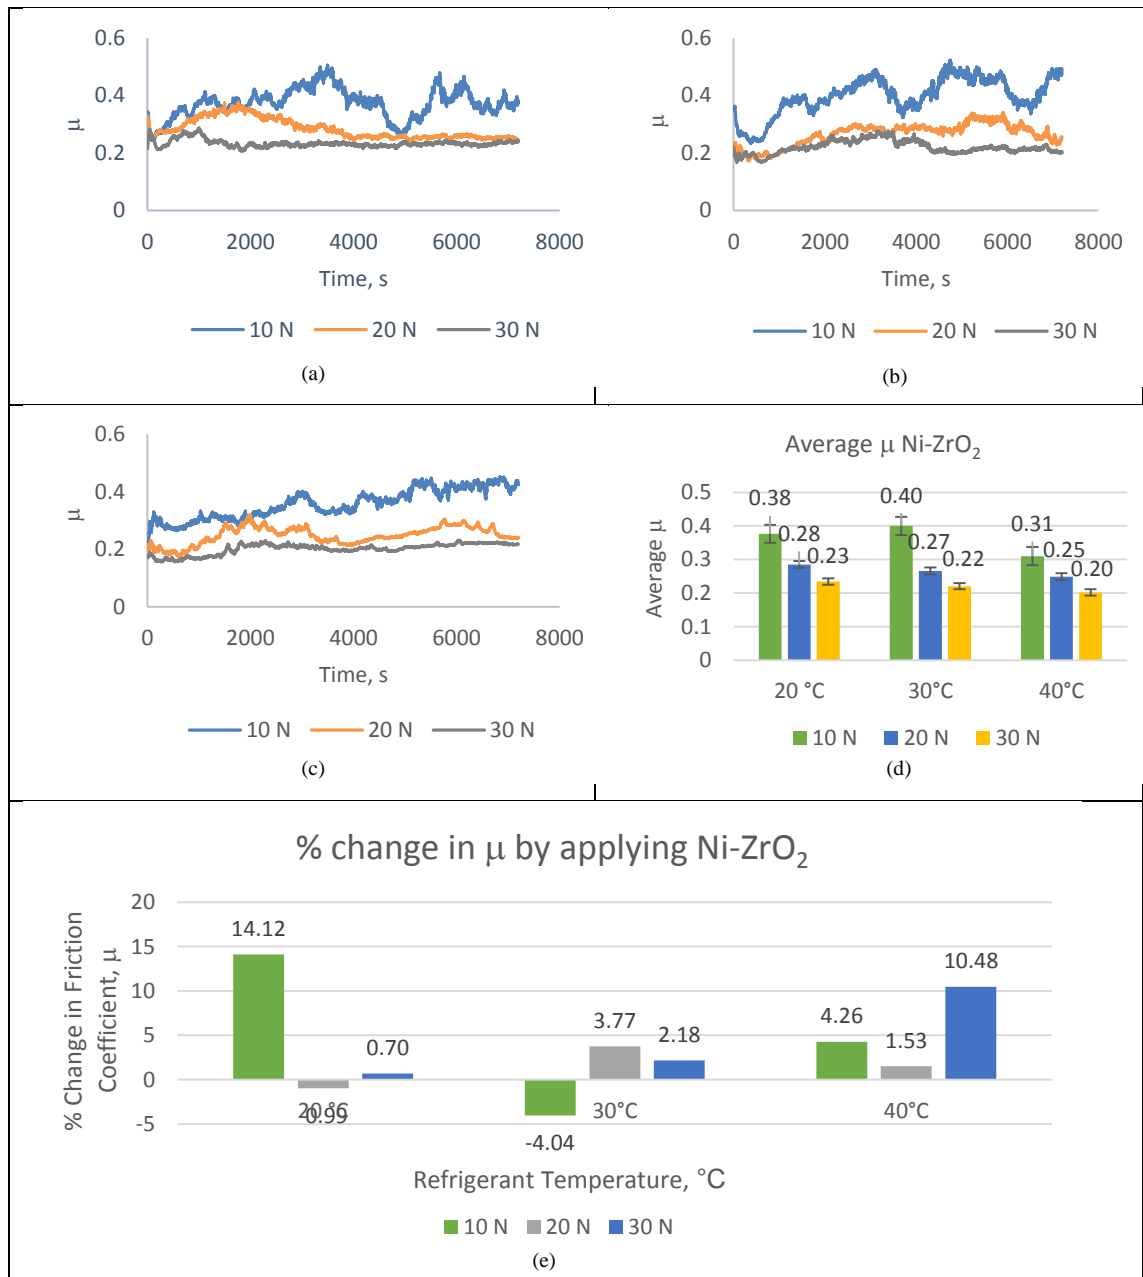 0.6
0.4
0.2
0
μ
0 2000 4000 6000 8000
Time, s
10 N 20 N 30 N
(a)
0.6
0.4
0.2
0
μ
0 2000 4000 6000 8000
Time, s
10 N 20 N 30 N
(b)
0.6
0.4
0.2
0
μ
0 2000 4000 6000 8000
Time, s
10 N 20 N 30 N
(c)
Average μ Ni-ZrO₂
0.5
0.4
0.3
0.2
0.1
0
Average μ
0.38 0.28 0.23
0.40 0.27 0.22
0.31 0.25 0.20
20 °C 30°C 40°C
10 N 20 N 30 N
(d)
% change in μ by applying Ni-ZrO₂
% Change in Friction
Coefficient, μ
20
15
10
5
0
-5
14.12 -0.99 0.70
-4.04 3.77 2.18
4.26 1.53 10.48
20°C 30°C 40°C
Refrigerant Temperature, °C
10 N 20 N 30 N
(e)